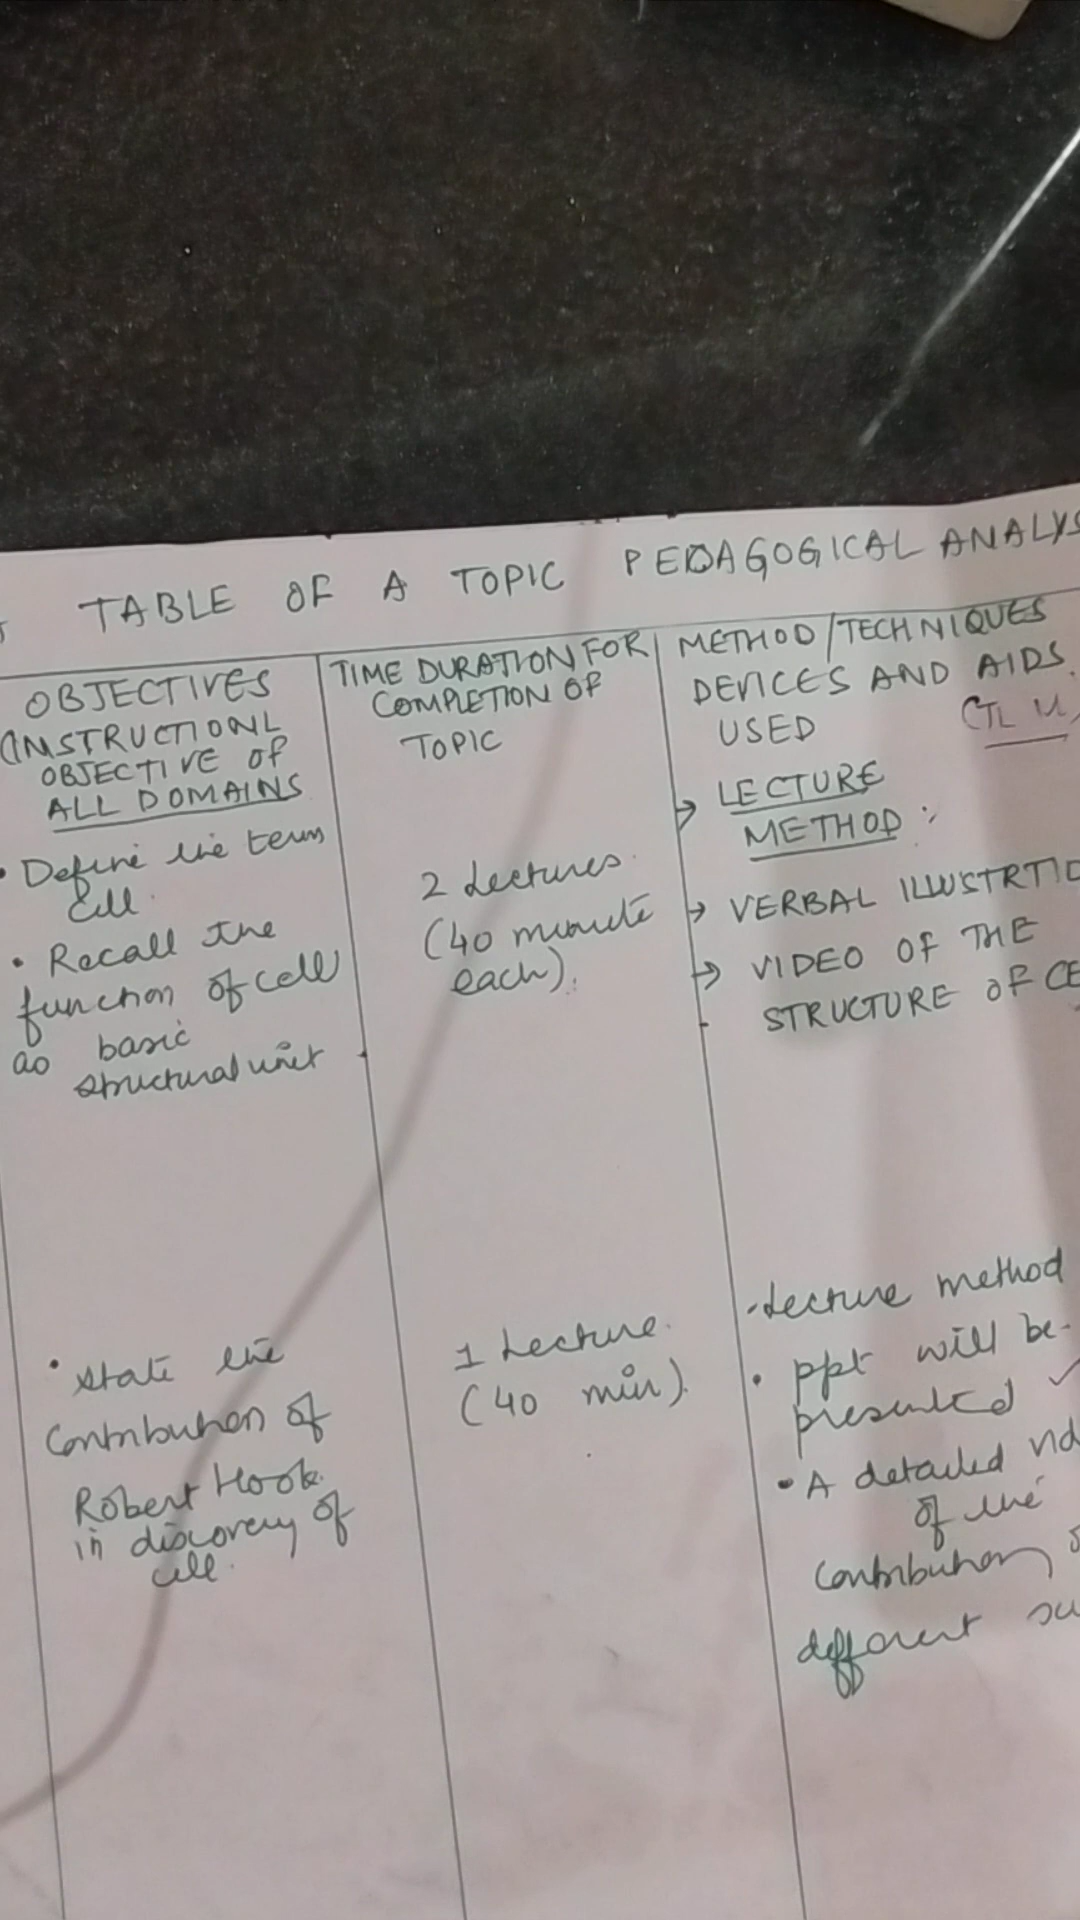 TABLE OF A TOPIC PEDAGOGICAL ANALYS
OBJECTIVES
(INSTRUCTIONL
OBJECTIVE OF
ALL DOMAINS
• Define the term
Cell.
• Recall the
function of cell
as basic
structural unit
• State the
Contribution of
Robert Hook
in discovery of
cell.
TIME DURATION FOR
COMPLETION OF
TOPIC
2 Lectures.
(40 minute
each).
1 Lecture.
(40 min).
METHOD/TECHNIQUES
DEVICES AND AIDS
USED
→ LECTURE
METHOD :
→ VERBAL ILLUSTRTIO
→ VIDEO OF THE
STRUCTURE OF CE
• Lecture method
• ppt will be
presented
• A detailed
of the
Contribution
different